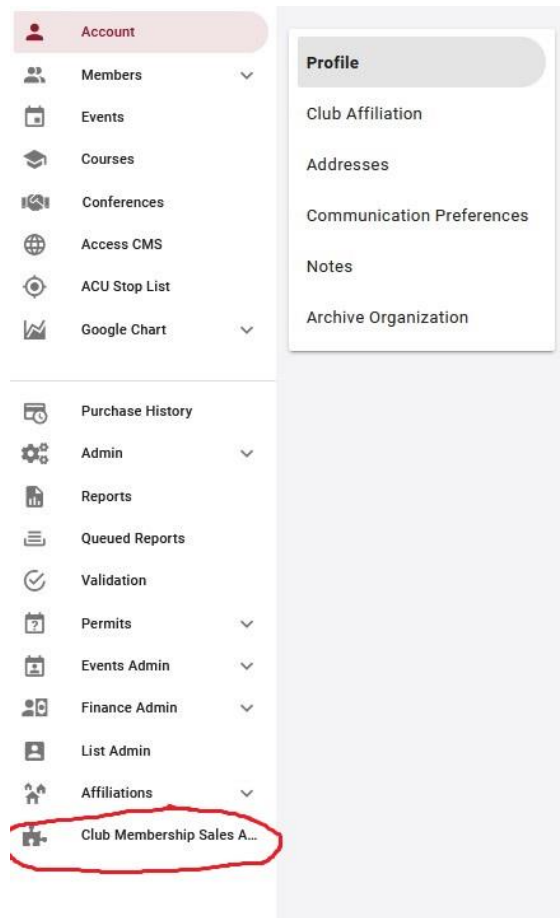 Account
Members
Events
Courses
Conferences
Access CMS
ACU Stop List
Google Chart
Purchase History
Admin
Reports
Queued Reports
Validation
Permits
Events Admin
Finance Admin
List Admin
Affiliations
Club Membership Sales A...
Profile
Club Affiliation
Addresses
Communication Preferences
Notes
Archive Organization